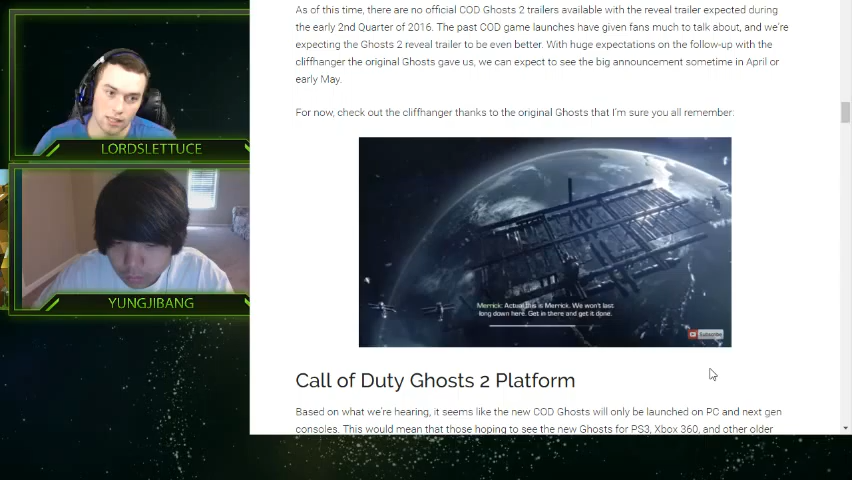 As of this time, there are no official COD Ghosts 2 trailers available with the reveal trailer expected during
the early 2nd Quarter of 2016. The past COD game launches have given fans much to talk about, and we're
expecting the Ghosts 2 reveal trailer to be even better. With huge expectations on the follow-up with the
cliffhanger the original Ghosts gave us, we can expect to see the big announcement sometime in April or
early May.
For now, check out the cliffhanger thanks to the original Ghosts that I'm sure you all remember:
LORDSLETTUCE
YUNGJIBANG
Merrick: Actual this is Merrick. We won't last
long down here. Get in there and get it done.
Subscribe
Call of Duty Ghosts 2 Platform
Based on what we're hearing, it seems like the new COD Ghosts will only be launched on PC and next gen
consoles. This would mean that those hoping to see the new Ghosts for PS3, Xbox 360, and other older